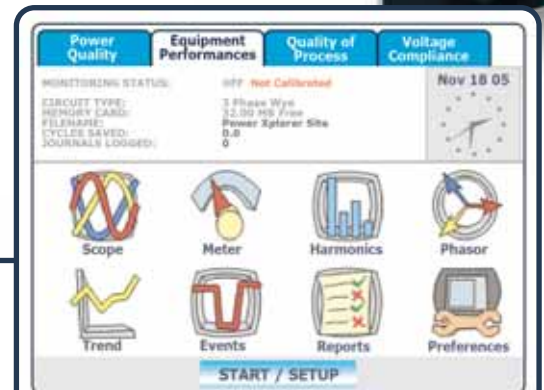 Power Quality
Equipment Performances
Quality of Process
Voltage Compliance
MONITORING STATUS: OFF Not Calibrated
Nov 18 05
CIRCUIT TYPE: 3 Phase Wye
MEMORY CARD: 32.00 MB Free
FILENAME: Power Xplorer Site
CYCLES SAVED: 0.0
JOURNALS LOGGED: 0
Scope
Meter
Harmonics
Phasor
Trend
Events
Reports
Preferences
START / SETUP